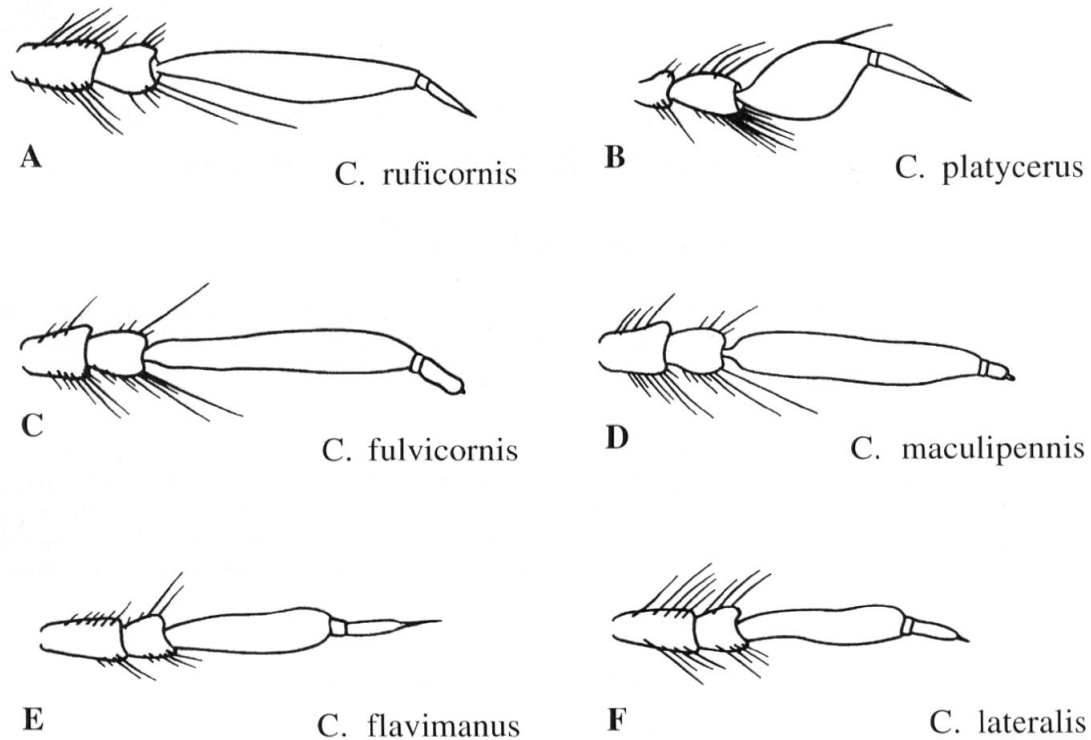 A
C. ruficornis
B
C. platycerus
C
C. fulvicornis
D
C. maculipennis
E
C. flavimanus
F
C. lateralis